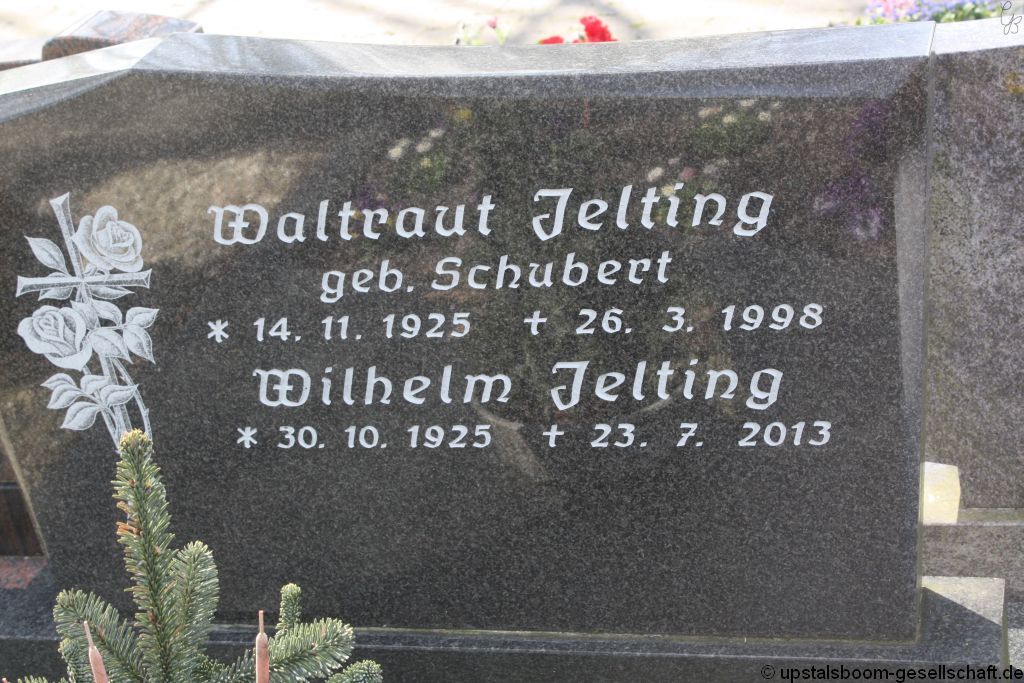 Waltraut Jelting
geb. Schubert
* 14. 11. 1925 + 26. 3. 1998
Wilhelm Jelting
* 30. 10. 1925 + 23. 7. 2013
© upstalsboom-gesellschaft.de